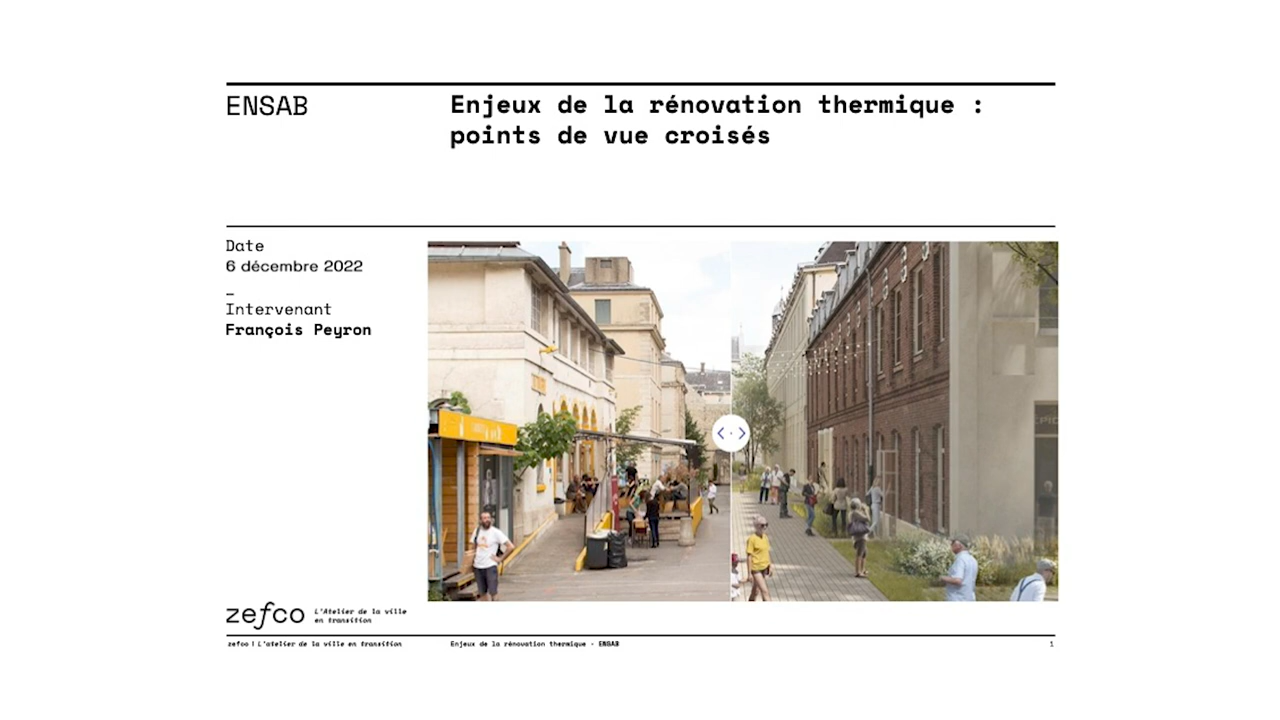 ENSAB
Enjeux de la rénovation thermique :
points de vue croisés
Date
6 décembre 2022
–
Intervenant
François Peyron
zefco
L'Atelier de la ville
en transition
zefco | L'atelier de la ville en transition
Enjeux de la rénovation thermique - ENSAB
1